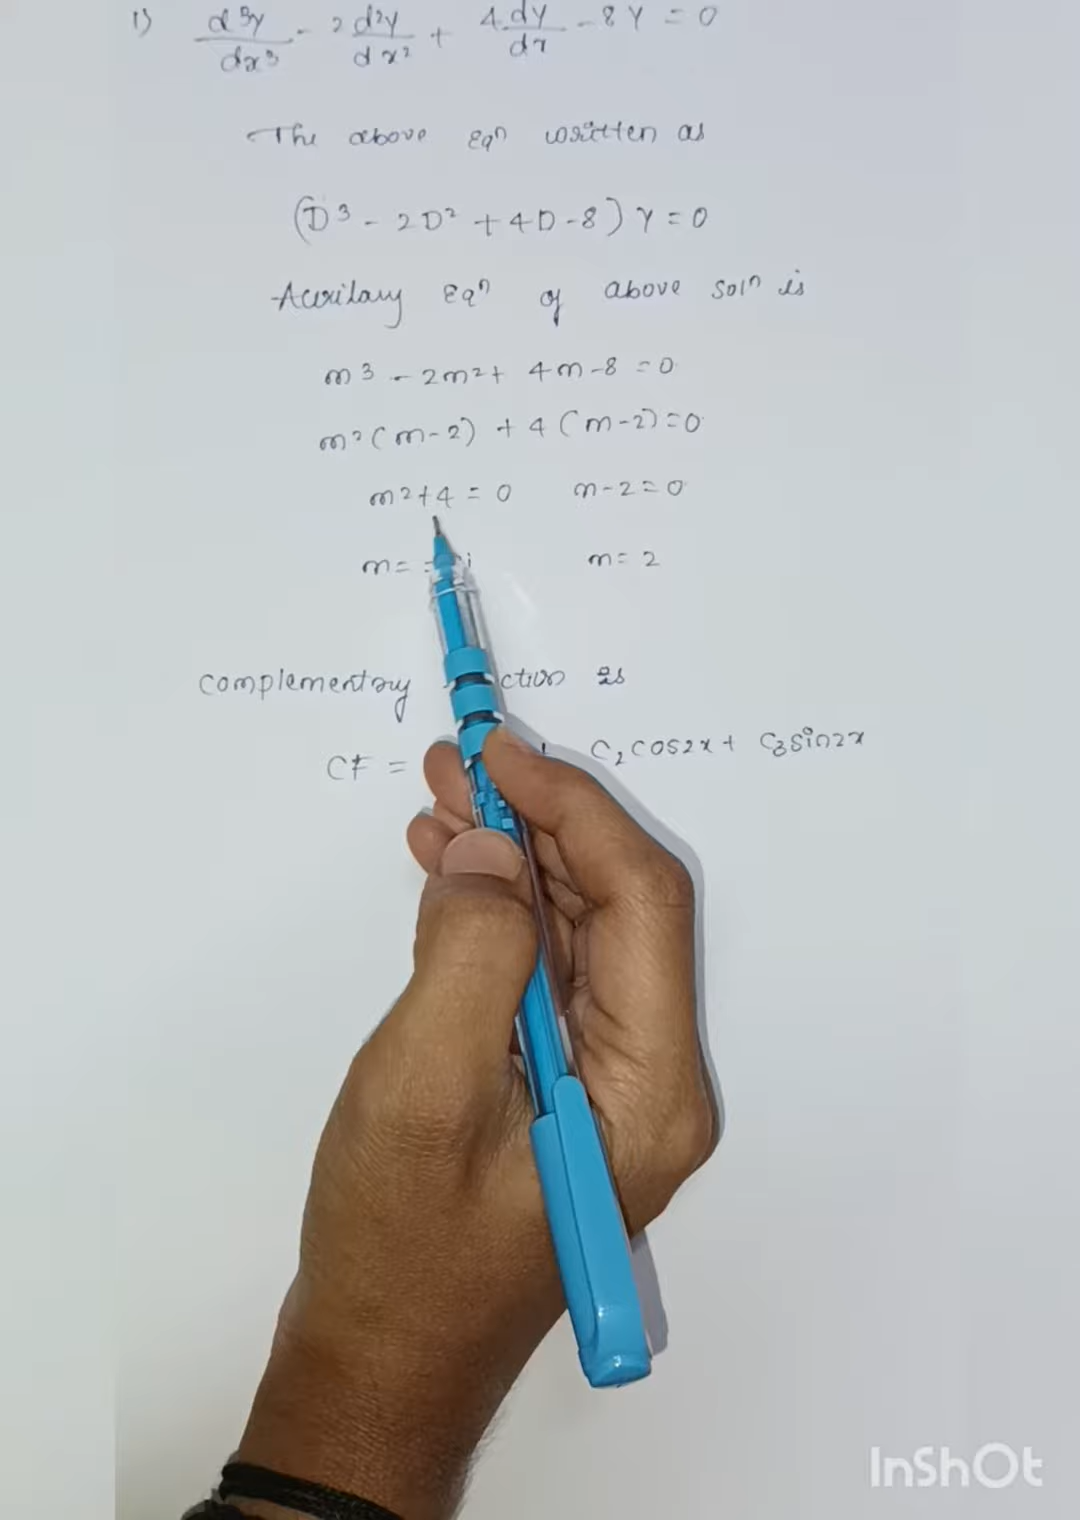 1) d³y/dx³ - 2 d²y/dx² + 4 dy/dx - 8y = 0
The above Eqn written as
(D³ - 2D² + 4D - 8) y = 0
Auxilary Eqn of above soln is
m³ - 2m² + 4m - 8 = 0
m²(m-2) + 4(m-2) = 0
m² + 4 = 0 m - 2 = 0
m = i m = 2
complementary ction is
CF = + C₂cos2x + C₃sin2x
InShOt